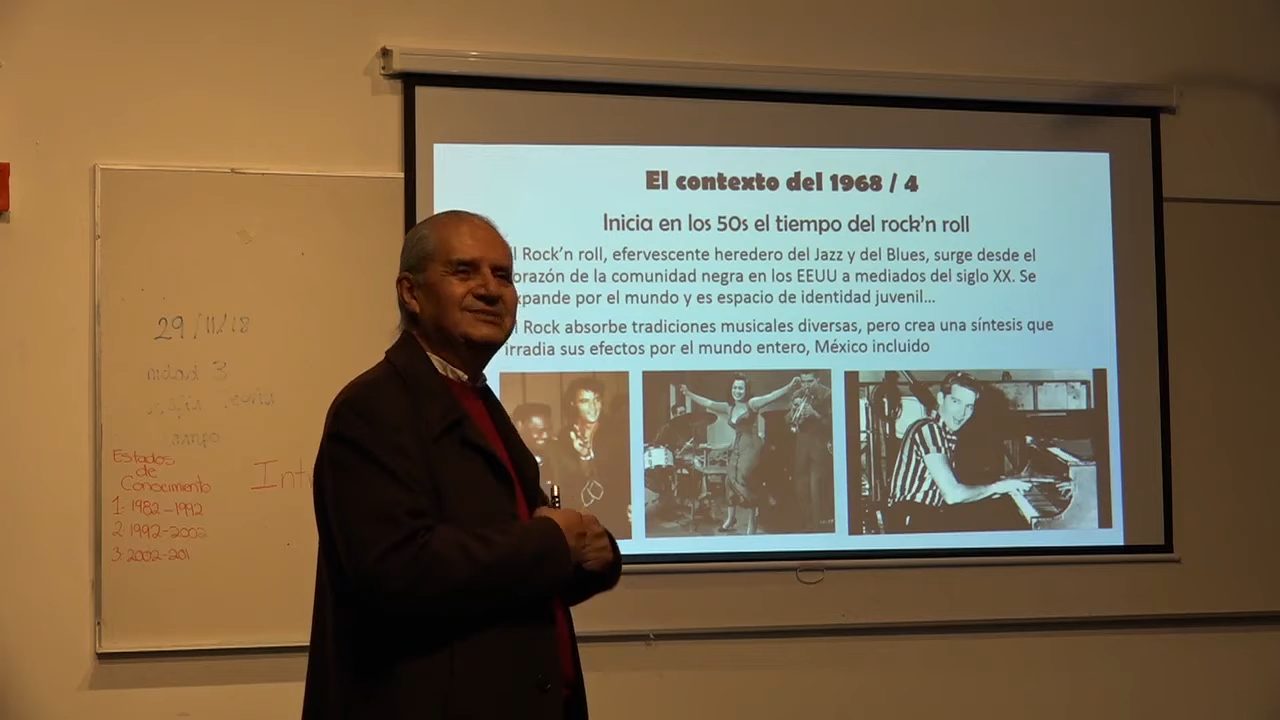 El contexto del 1968 / 4
Inicia en los 50s el tiempo del rock'n roll
l Rock'n roll, efervescente heredero del Jazz y del Blues, surge desde el
orazón de la comunidad negra en los EEUU a mediados del siglo XX. Se
xpande por el mundo y es espacio de identidad juvenil...
l Rock absorbe tradiciones musicales diversas, pero crea una síntesis que
irradia sus efectos por el mundo entero, México incluido
29/11/18
nidad 3
Estados
de
Conocimiento
1.- 1982-1992
2. 1992-2002
3. 2002-201
Int